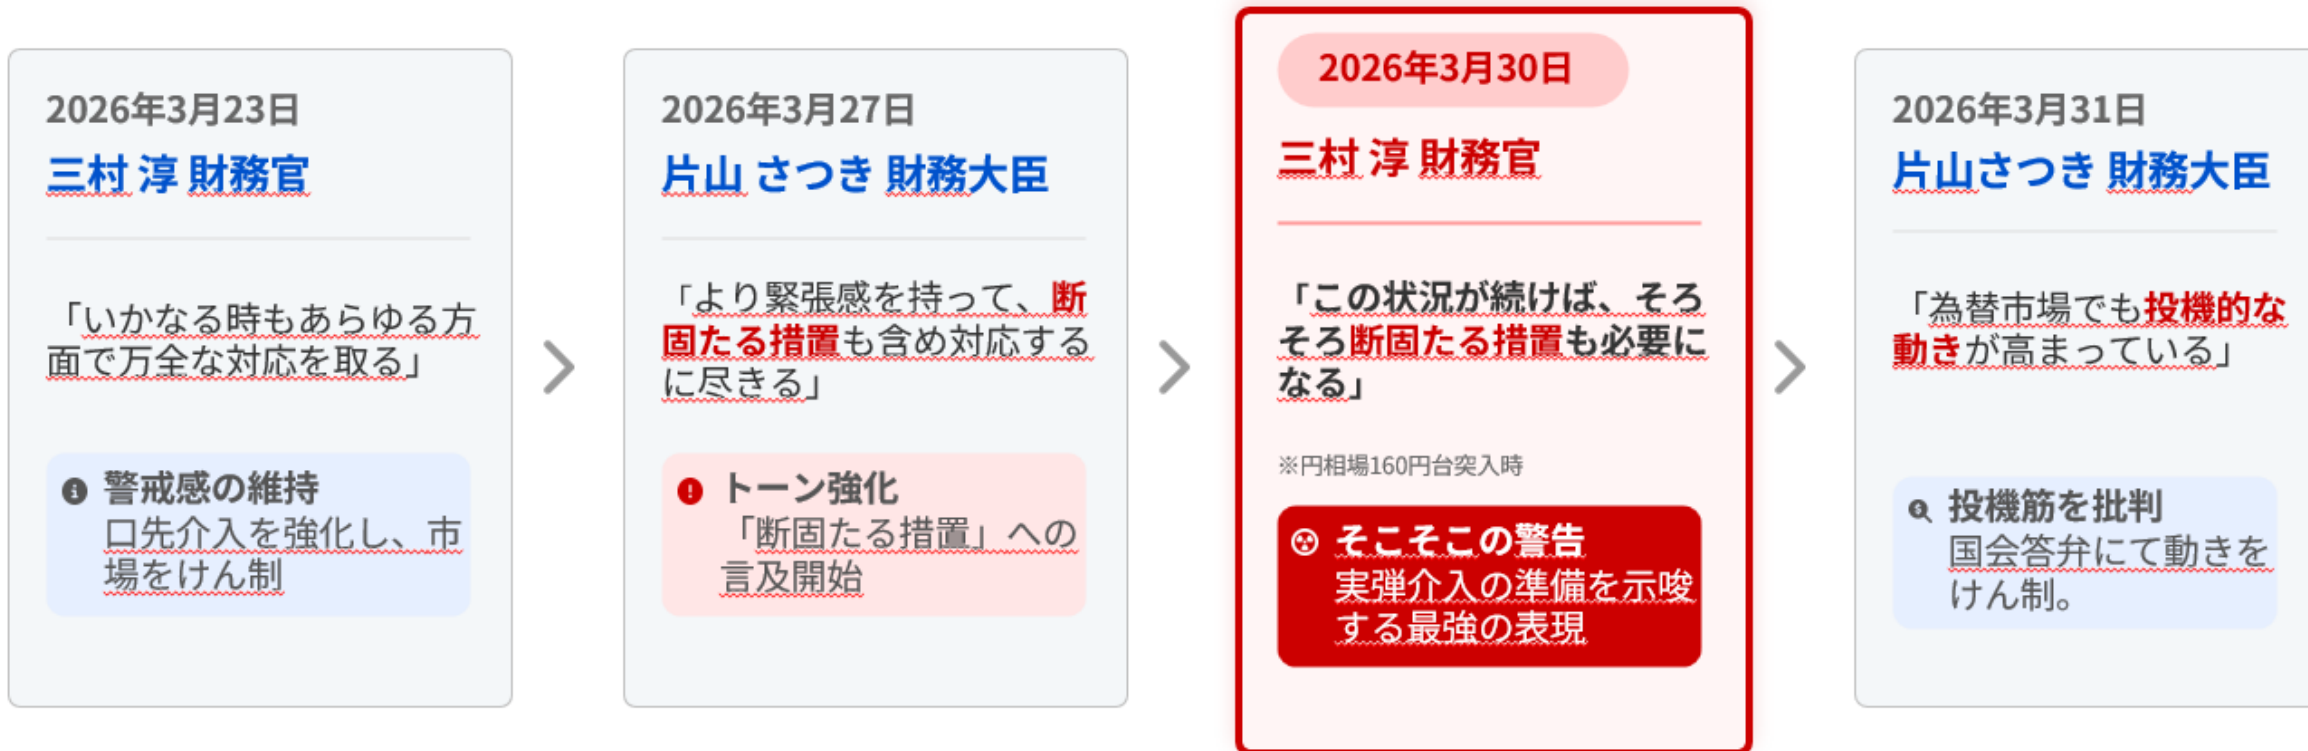 2026年3月23日
三村 淳 財務官
「いかなる時もあらゆる方
面で万全な対応を取る」
警戒感の維持
口先介入を強化し、市
場をけん制
2026年3月27日
片山 さつき 財務大臣
「より緊張感を持って、断
固たる措置も含め対応する
に尽きる」
トーン強化
「断固たる措置」への
言及開始
2026年3月30日
三村 淳 財務官
「この状況が続けば、そろ
そろ断固たる措置も必要に
なる」
※円相場160円台突入時
そこそこの警告
実弾介入の準備を示唆
する最強の表現
2026年3月31日
片山さつき 財務大臣
「為替市場でも投機的な
動きが高まっている」
投機筋を批判
国会答弁にて動きを
けん制。